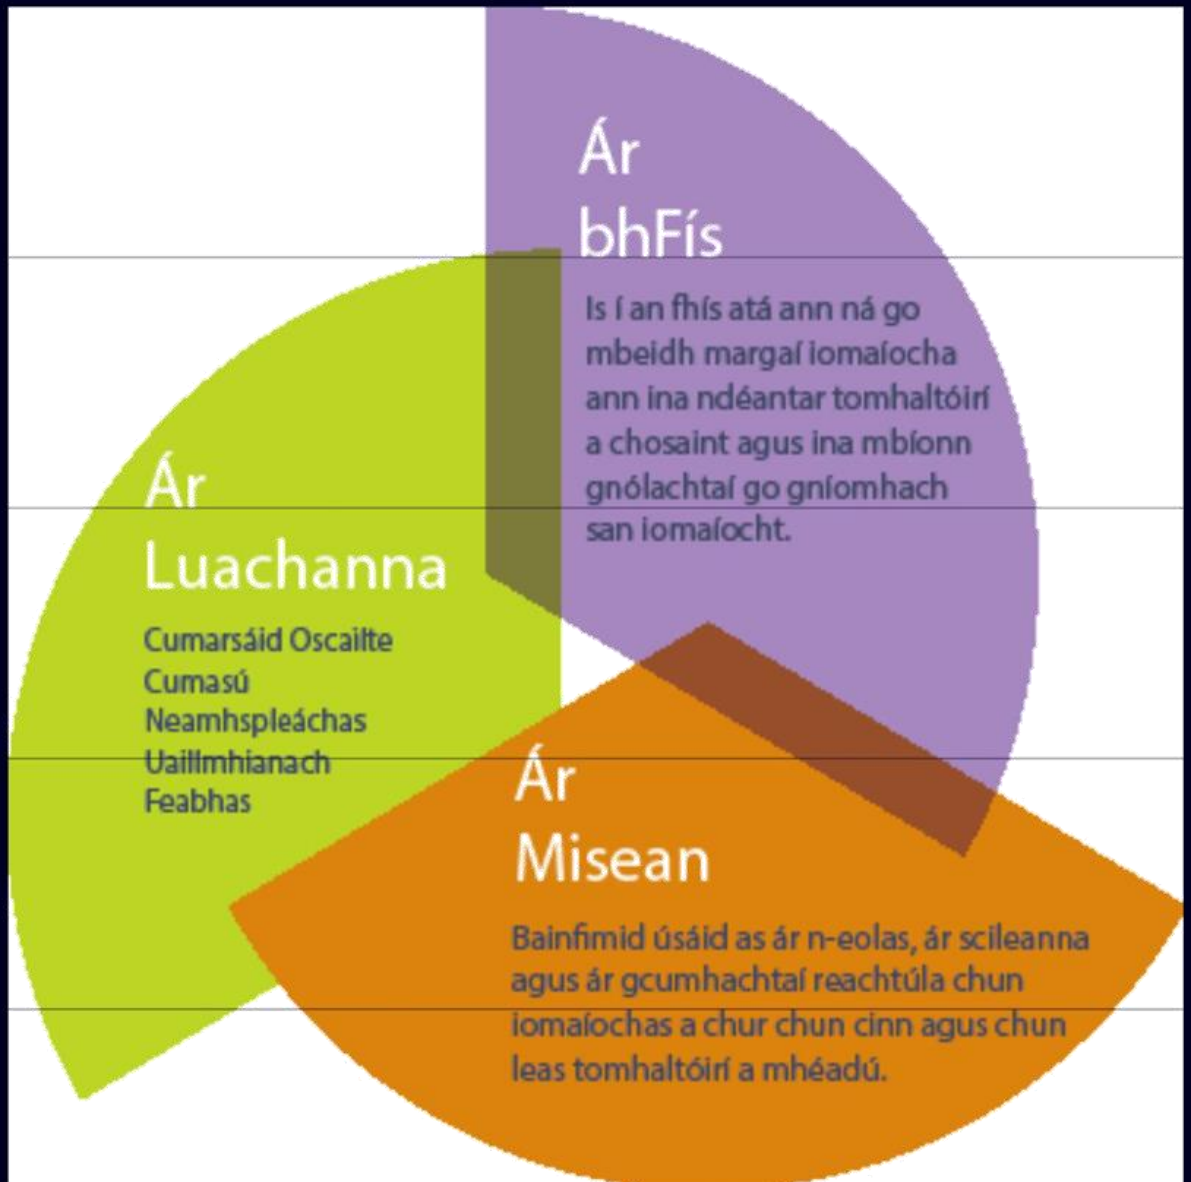 Ár
bhFís
Is í an fhís atá ann ná go
mbeidh margaí iomaíocha
ann ina ndéantar tomhaltóirí
a chosaint agus ina mbíonn
gnólachtaí go gníomhach
san iomaíocht.
Ár
Luachanna
Cumarsáid Oscailte
Cumasú
Neamhspleáchas
Uaillmhianach
Feabhas
Ár
Misean
Bainfimid úsáid as ár n-eolas, ár scileanna
agus ár gcumhachtaí reachtúla chun
iomaíochas a chur chun cinn agus chun
leas tomhaltóirí a mhéadú.